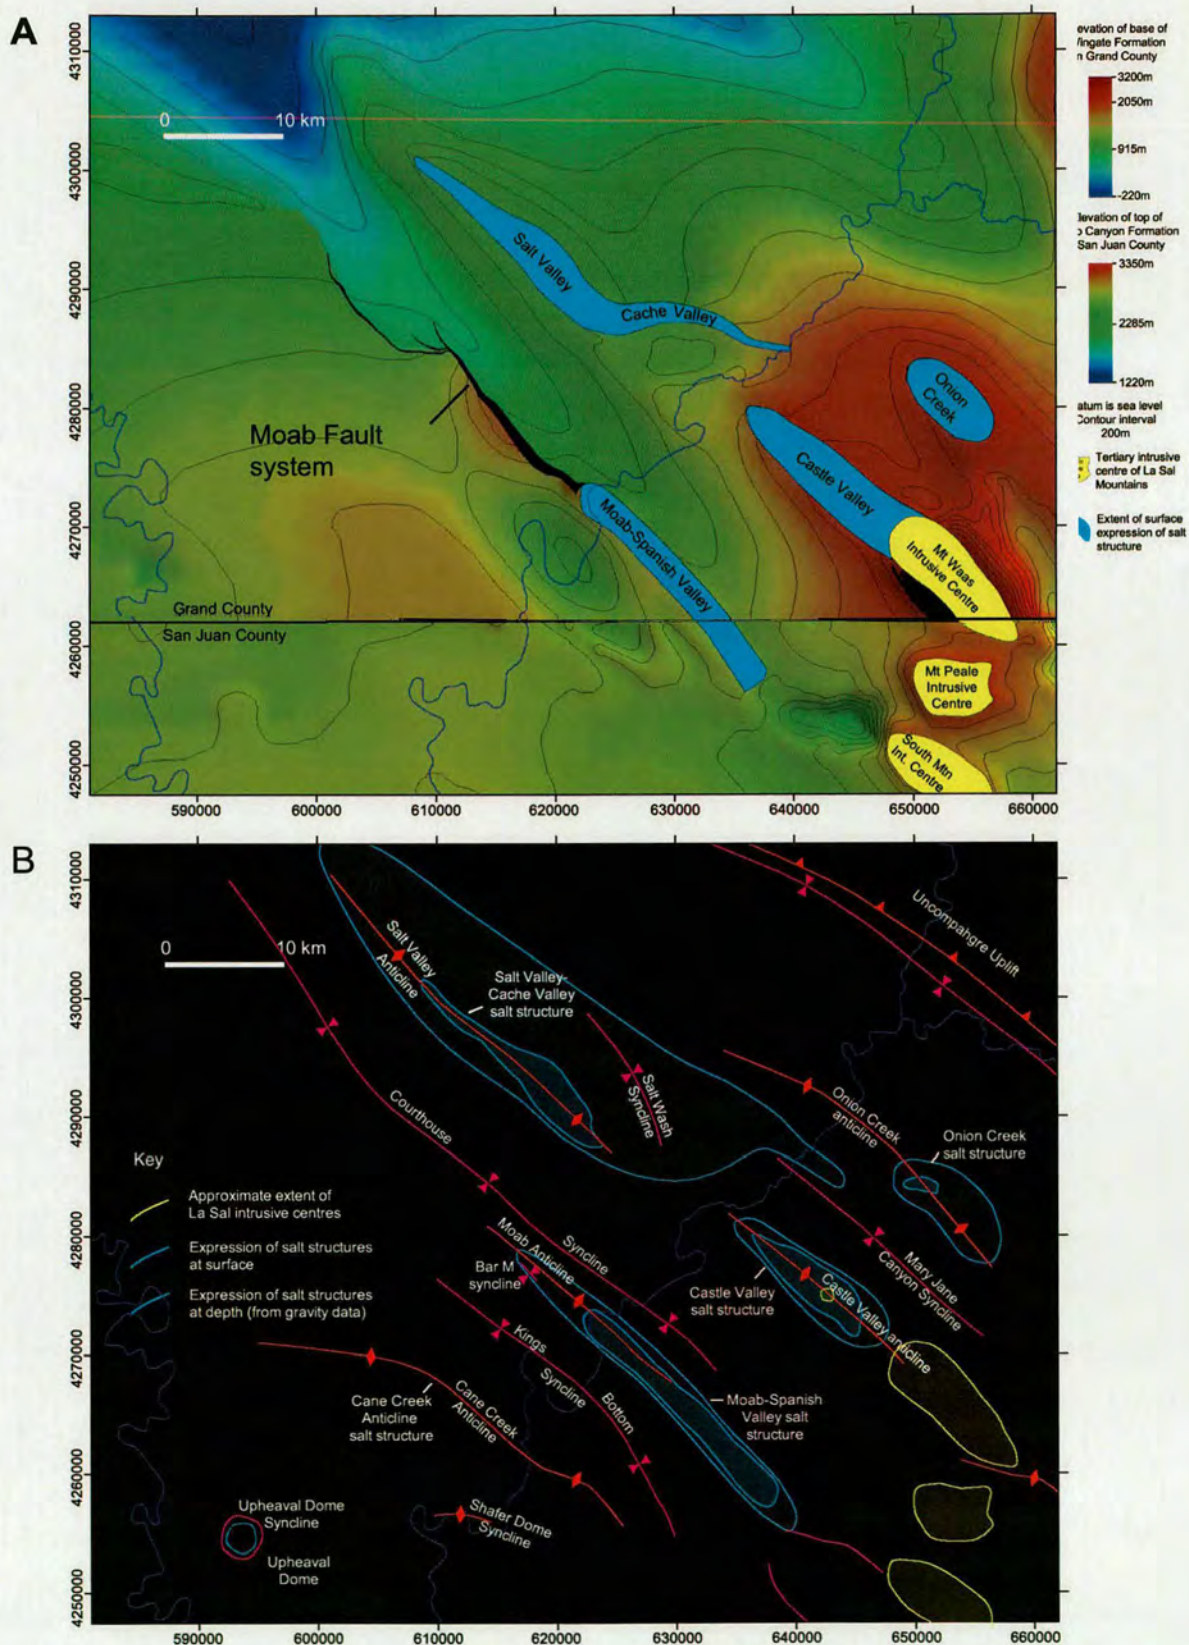 A
4310000
4300000
4290000
4280000
4270000
4260000
4250000
0 10 km
Salt Valley
Cache Valley
Onion
Creek
Castle Valley
Moab Fault
system
Moab-Spanish Valley
Mt Waas
Intrusive
Centre
Grand County
San Juan County
Mt Peale
Intrusive
Centre
South Mtn
Int. Centre
590000 600000 610000 620000 630000 640000 650000 660000
evation of base of
ingate Formation
n Grand County
3200m
2050m
915m
-220m
levation of top of
Canyon Formation
San Juan County
3350m
2285m
1220m
atum is sea level
Contour interval
200m
Tertiary intrusive
centre of La Sal
Mountains
Extent of surface
expression of salt
structure
B
4310000
4300000
4290000
4280000
4270000
4260000
4250000
0 10 km
Uncompahgre Uplift
Salt Valley
Anticline
Salt Valley-
Cache Valley
salt structure
Salt Wash
Syncline
Onion Creek
anticline
Onion Creek
salt structure
Courthouse
Syncline
Key
Approximate extent of
La Sal intrusive centres
Expression of salt structures
at surface
Expression of salt structures
at depth (from gravity data)
Moab Anticline
Bar M
syncline
Mary Jane
Canyon Syncline
Castle Valley
salt structure
Castle Valley anticline
Kings
Bottom
Syncline
Cane Creek
Anticline
salt structure
Cane Creek
Anticline
Moab-Spanish
Valley salt
structure
Upheaval Dome
Syncline
Upheaval
Dome
Shafer Dome
Syncline
590000 600000 610000 620000 630000 640000 650000 660000